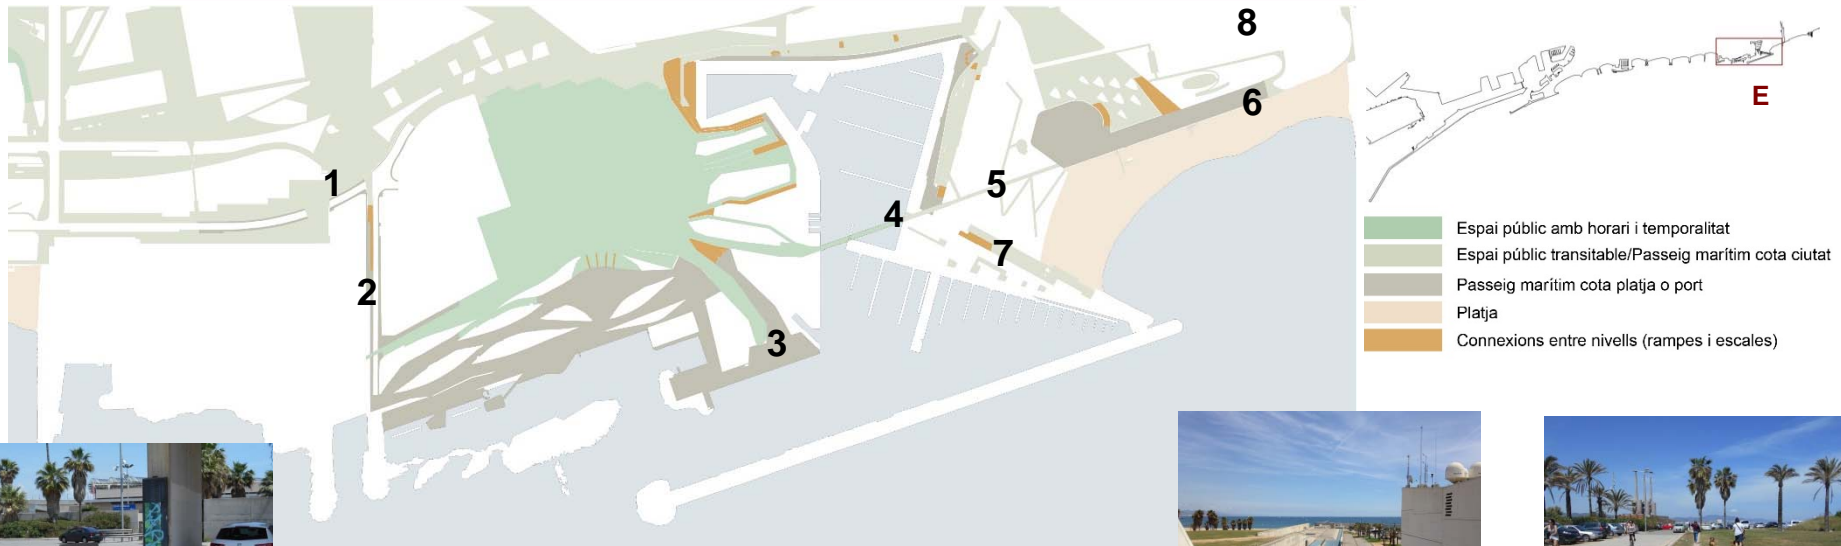 8
6
E
1
5
4
Espai públic amb horari i temporalitat
Espai públic transitable/Passeig marítim cota ciutat
7
Passeig marítim cota platja o port
2
Platja
Connexions entre nivells (rampes i escales)
3